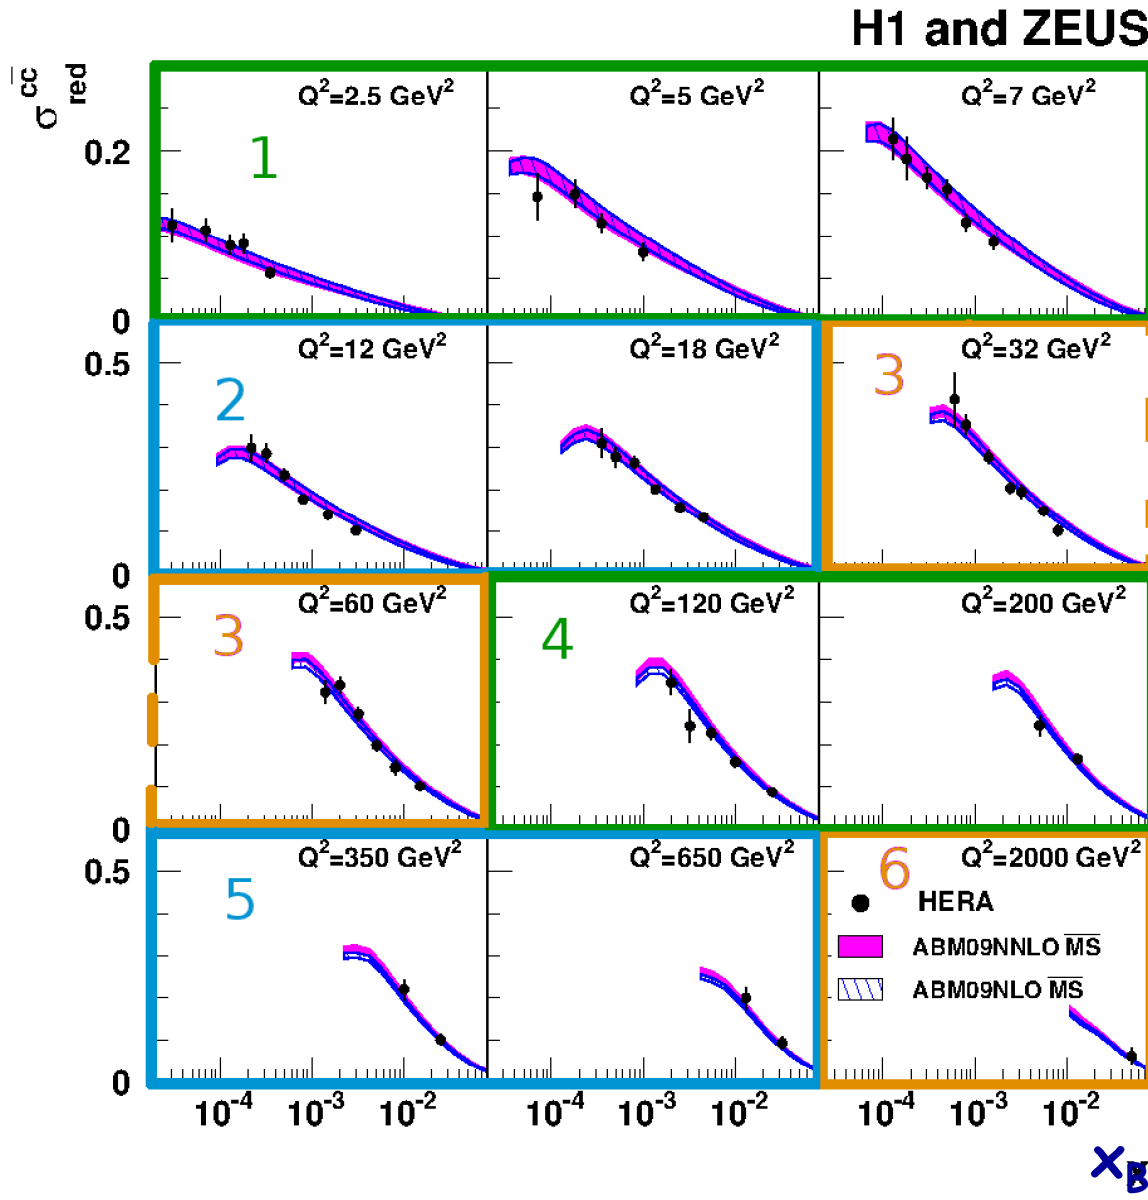 H1 and ZEUS
σ^{c\bar{c}}_{red}
Q²=2.5 GeV² Q²=5 GeV² Q²=7 GeV²
0.2
1
0
Q²=12 GeV² Q²=18 GeV² Q²=32 GeV²
0.5
2 3
0
Q²=60 GeV² Q²=120 GeV² Q²=200 GeV²
0.5
3 4
0
Q²=350 GeV² Q²=650 GeV² Q²=2000 GeV²
0.5
5 6
HERA
ABM09NNLO \overline{MS}
ABM09NLO \overline{MS}
0
10⁻⁴ 10⁻³ 10⁻² 10⁻⁴ 10⁻³ 10⁻² 10⁻⁴ 10⁻³ 10⁻²
x_B